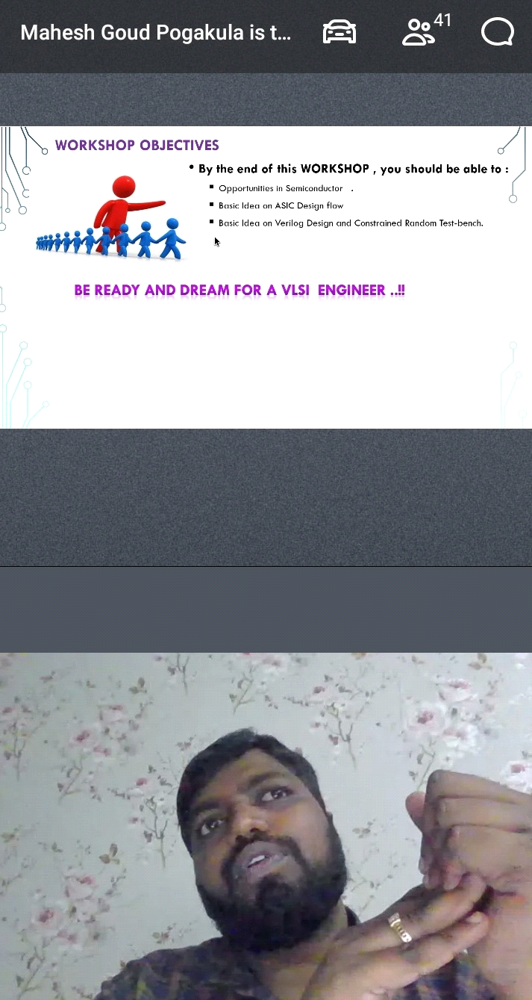 Mahesh Goud Pogakula is t...
41
WORKSHOP OBJECTIVES
• By the end of this WORKSHOP , you should be able to :
▪ Opportunities in Semiconductor .
▪ Basic Idea on ASIC Design flow
▪ Basic Idea on Verilog Design and Constrained Random Test-bench.
BE READY AND DREAM FOR A VLSI ENGINEER ..!!